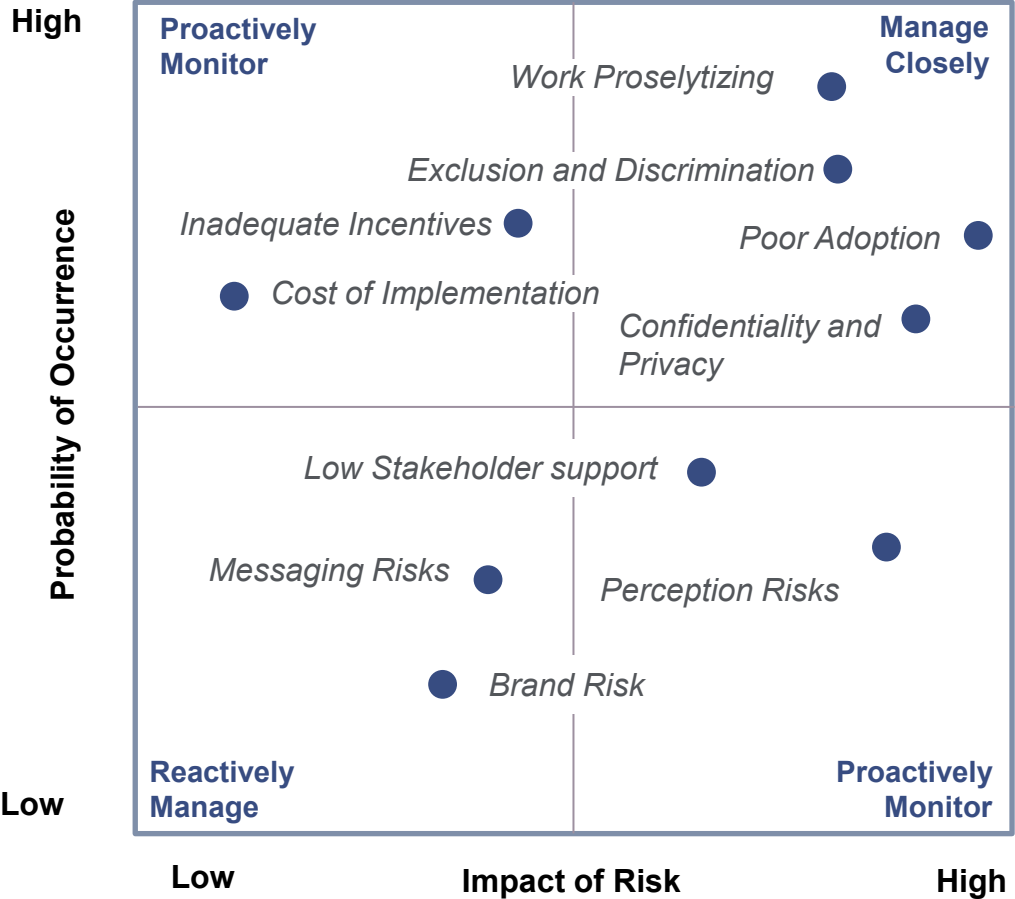 High
Proactively
Monitor
Manage
Closely
Work Proselytizing
Exclusion and Discrimination
Inadequate Incentives
Poor Adoption
Cost of Implementation
Confidentiality and
Privacy
Probability of Occurrence
Low Stakeholder support
Messaging Risks
Perception Risks
Brand Risk
Reactively
Manage
Proactively
Monitor
Low
Low
Impact of Risk
High